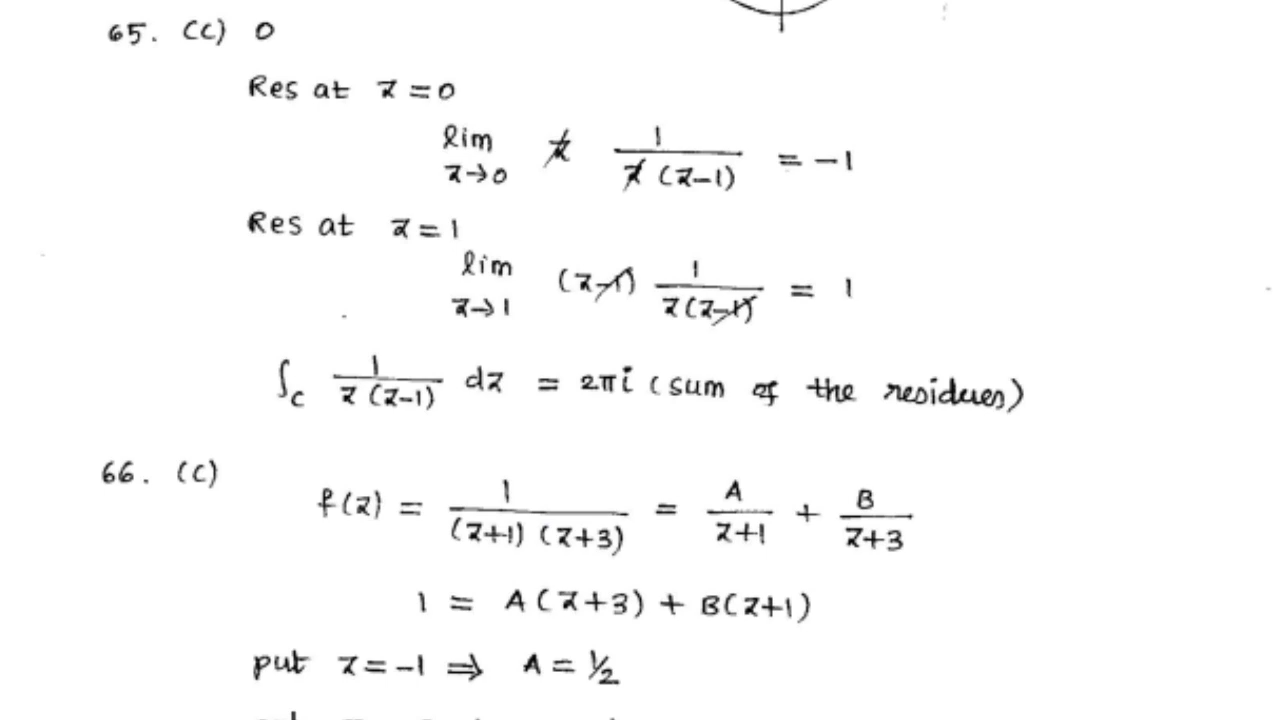 65. (c) 0
Res at z = 0
lim z→0 z 1/(z(z-1)) = -1
Res at z = 1
lim z→1 (z-1) 1/(z(z-1)) = 1
∫c 1/(z(z-1)) dz = 2πi (sum of the residues)
66. (c)
f(z) = 1/((z+1)(z+3)) = A/(z+1) + B/(z+3)
1 = A(z+3) + B(z+1)
put z = -1 ⇒ A = 1/2